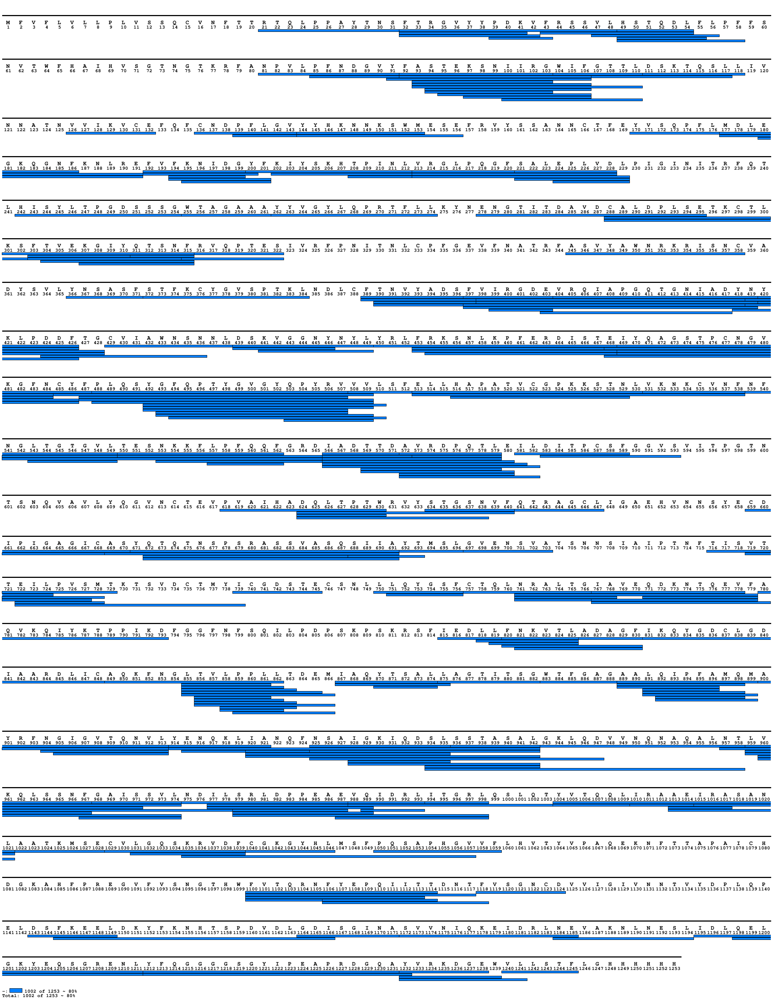 M F V F L V L L P L V S S Q C V N F T T R T Q L P P A Y T N S F T R G V Y Y P D K V F R S S V L H S T Q D L F L P F F S
1 2 3 4 5 6 7 8 9 10 11 12 13 14 15 16 17 18 19 20 21 22 23 24 25 26 27 28 29 30 31 32 33 34 35 36 37 38 39 40 41 42 43 44 45 46 47 48 49 50 51 52 53 54 55 56 57 58 59 60
N V T W F H A I H V S G T N G T K R F A N P V L P F N D G V Y F A S T E K S N I I R G W I F G T T L D S K T Q S L L I V
61 62 63 64 65 66 67 68 69 70 71 72 73 74 75 76 77 78 79 80 81 82 83 84 85 86 87 88 89 90 91 92 93 94 95 96 97 98 99 100 101 102 103 104 105 106 107 108 109 110 111 112 113 114 115 116 117 118 119 120
N N A T N V V I K V C E F Q F C N D P F L G V Y Y H K N N K S W M E S E F R V Y S S A N N C T F E Y V S Q P F L M D L E
121 122 123 124 125 126 127 128 129 130 131 132 133 134 135 136 137 138 139 140 141 142 143 144 145 146 147 148 149 150 151 152 153 154 155 156 157 158 159 160 161 162 163 164 165 166 167 168 169 170 171 172 173 174 175 176 177 178 179 180
G K Q G N F K N L R E F V F K N I D G Y F K I Y S K H T P I N L V R G L P Q G F S A L E P L V D L P I G I N I T R F Q T
181 182 183 184 185 186 187 188 189 190 191 192 193 194 195 196 197 198 199 200 201 202 203 204 205 206 207 208 209 210 211 212 213 214 215 216 217 218 219 220 221 222 223 224 225 226 227 228 229 230 231 232 233 234 235 236 237 238 239 240
L H I S Y L T P G D S S S G W T A G A A A Y Y V G Y L Q P R T F L L K Y N E N G T I T D A V D C A L D P L S E T K C T L
241 242 243 244 245 246 247 248 249 250 251 252 253 254 255 256 257 258 259 260 261 262 263 264 265 266 267 268 269 270 271 272 273 274 275 276 277 278 279 280 281 282 283 284 285 286 287 288 289 290 291 292 293 294 295 296 297 298 299 300
K S F T V E K G I Y Q T S N F R V Q P T E S I V R F P N I T N L C P F G E V F N A T R F A S V Y A W N R K R I S N C V A
301 302 303 304 305 306 307 308 309 310 311 312 313 314 315 316 317 318 319 320 321 322 323 324 325 326 327 328 329 330 331 332 333 334 335 336 337 338 339 340 341 342 343 344 345 346 347 348 349 350 351 352 353 354 355 356 357 358 359 360
D Y S V L Y N S A S F S T F K C Y G V S P T K L N D L C F T N V Y A D S F V I R G D E V R Q I A P G Q T G N I A D Y N Y
361 362 363 364 365 366 367 368 369 370 371 372 373 374 375 376 377 378 379 380 381 382 383 384 385 386 387 388 389 390 391 392 393 394 395 396 397 398 399 400 401 402 403 404 405 406 407 408 409 410 411 412 413 414 415 416 417 418 419 420
K L P D D F T G C V I A W N S N N L D S K V G G N Y N Y L Y R L F R K S N L K P F E R D I S T E I Y Q A G S T P C N G V
421 422 423 424 425 426 427 428 429 430 431 432 433 434 435 436 437 438 439 440 441 442 443 444 445 446 447 448 449 450 451 452 453 454 455 456 457 458 459 460 461 462 463 464 465 466 467 468 469 470 471 472 473 474 475 476 477 478 479 480
K G F N C Y F P L Q S Y G F Q P T Y G V G Y Q P Y R V V V L S F E L L H A P A T V C G P K K S T N L V K N K C V N F N F
481 482 483 484 485 486 487 488 489 490 491 492 493 494 495 496 497 498 499 500 501 502 503 504 505 506 507 508 509 510 511 512 513 514 515 516 517 518 519 520 521 522 523 524 525 526 527 528 529 530 531 532 533 534 535 536 537 538 539 540
N G L T G T G V L T E S N K K F L P F Q Q F G R D I A D T T D A V R D P Q T L E I L D I T P C S F G G V S V I T P G T N
541 542 543 544 545 546 547 548 549 550 551 552 553 554 555 556 557 558 559 560 561 562 563 564 565 566 567 568 569 570 571 572 573 574 575 576 577 578 579 580 581 582 583 584 585 586 587 588 589 590 591 592 593 594 595 596 597 598 599 600
T S N Q V A V L Y Q G V N C T E V P V A I H A D Q L T P T W R V Y S T G S N V F Q T R A G C L I G A E H V N N S Y E C D
601 602 603 604 605 606 607 608 609 610 611 612 613 614 615 616 617 618 619 620 621 622 623 624 625 626 627 628 629 630 631 632 633 634 635 636 637 638 639 640 641 642 643 644 645 646 647 648 649 650 651 652 653 654 655 656 657 658 659 660
I P I G A G I C A S Y Q T Q T N S P S R A S S V A S Q S I I A Y T M S L G V E N S V A Y S N N S I A I P T N F T I S V T
661 662 663 664 665 666 667 668 669 670 671 672 673 674 675 676 677 678 679 680 681 682 683 684 685 686 687 688 689 690 691 692 693 694 695 696 697 698 699 700 701 702 703 704 705 706 707 708 709 710 711 712 713 714 715 716 717 718 719 720
T E I L P V S M T K T S V D C T M Y I C G D S T E C S N L L L Q Y G S F C T Q L N R A L T G I A V E Q D K N T Q E V F A
721 722 723 724 725 726 727 728 729 730 731 732 733 734 735 736 737 738 739 740 741 742 743 744 745 746 747 748 749 750 751 752 753 754 755 756 757 758 759 760 761 762 763 764 765 766 767 768 769 770 771 772 773 774 775 776 777 778 779 780
Q V K Q I Y K T P P I K D F G G F N F S Q I L P D P S K P S K R S F I E D L L F N K V T L A D A G F I K Q Y G D C L G D
781 782 783 784 785 786 787 788 789 790 791 792 793 794 795 796 797 798 799 800 801 802 803 804 805 806 807 808 809 810 811 812 813 814 815 816 817 818 819 820 821 822 823 824 825 826 827 828 829 830 831 832 833 834 835 836 837 838 839 840
I A A R D L I C A Q K F N G L T V L P P L L T D E M I A Q Y T S A L L A G T I T S G W T F G A G A A L Q I P F A M Q M A
841 842 843 844 845 846 847 848 849 850 851 852 853 854 855 856 857 858 859 860 861 862 863 864 865 866 867 868 869 870 871 872 873 874 875 876 877 878 879 880 881 882 883 884 885 886 887 888 889 890 891 892 893 894 895 896 897 898 899 900
Y R F N G I G V T Q N V L Y E N Q K L I A N Q F N S A I G K I Q D S L S S T A S A L G K L Q D V V N Q N A Q A L N T L V
901 902 903 904 905 906 907 908 909 910 911 912 913 914 915 916 917 918 919 920 921 922 923 924 925 926 927 928 929 930 931 932 933 934 935 936 937 938 939 940 941 942 943 944 945 946 947 948 949 950 951 952 953 954 955 956 957 958 959 960
K Q L S S N F G A I S S V L N D I L S R L D P P E A E V Q I D R L I T G R L Q S L Q T Y V T Q Q L I R A A E I R A S A N
961 962 963 964 965 966 967 968 969 970 971 972 973 974 975 976 977 978 979 980 981 982 983 984 985 986 987 988 989 990 991 992 993 994 995 996 997 998 999 1000 1001 1002 1003 1004 1005 1006 1007 1008 1009 1010 1011 1012 1013 1014 1015 1016 1017 1018 1019 1020
L A A T K M S E C V L G Q S K R V D F C G K G Y H L M S F P Q S A P H G V V F L H V T Y V P A Q E K N F T T A P A I C H
1021 1022 1023 1024 1025 1026 1027 1028 1029 1030 1031 1032 1033 1034 1035 1036 1037 1038 1039 1040 1041 1042 1043 1044 1045 1046 1047 1048 1049 1050 1051 1052 1053 1054 1055 1056 1057 1058 1059 1060 1061 1062 1063 1064 1065 1066 1067 1068 1069 1070 1071 1072 1073 1074 1075 1076 1077 1078 1079 1080
D G K A H F P R E G V F V S N G T H W F V T Q R N F Y E P Q I I T T D N T F V S G N C D V V I G I V N N T V Y D P L Q P
1081 1082 1083 1084 1085 1086 1087 1088 1089 1090 1091 1092 1093 1094 1095 1096 1097 1098 1099 1100 1101 1102 1103 1104 1105 1106 1107 1108 1109 1110 1111 1112 1113 1114 1115 1116 1117 1118 1119 1120 1121 1122 1123 1124 1125 1126 1127 1128 1129 1130 1131 1132 1133 1134 1135 1136 1137 1138 1139 1140
E L D S F K E E L D K Y F K N H T S P D V D L G D I S G I N A S V V N I Q K E I D R L N E V A K N L N E S L I D L Q E L
1141 1142 1143 1144 1145 1146 1147 1148 1149 1150 1151 1152 1153 1154 1155 1156 1157 1158 1159 1160 1161 1162 1163 1164 1165 1166 1167 1168 1169 1170 1171 1172 1173 1174 1175 1176 1177 1178 1179 1180 1181 1182 1183 1184 1185 1186 1187 1188 1189 1190 1191 1192 1193 1194 1195 1196 1197 1198 1199 1200
G K Y E Q S G R E N L Y F Q G G G G S G Y I P E A P R D G Q A Y V R K D G E W V L L S T F L G H H H H H H
1201 1202 1203 1204 1205 1206 1207 1208 1209 1210 1211 1212 1213 1214 1215 1216 1217 1218 1219 1220 1221 1222 1223 1224 1225 1226 1227 1228 1229 1230 1231 1232 1233 1234 1235 1236 1237 1238 1239 1240 1241 1242 1243 1244 1245 1246 1247 1248 1249 1250 1251 1252 1253
-: 1002 of 1253 ~ 80%
Total: 1002 of 1253 ~ 80%